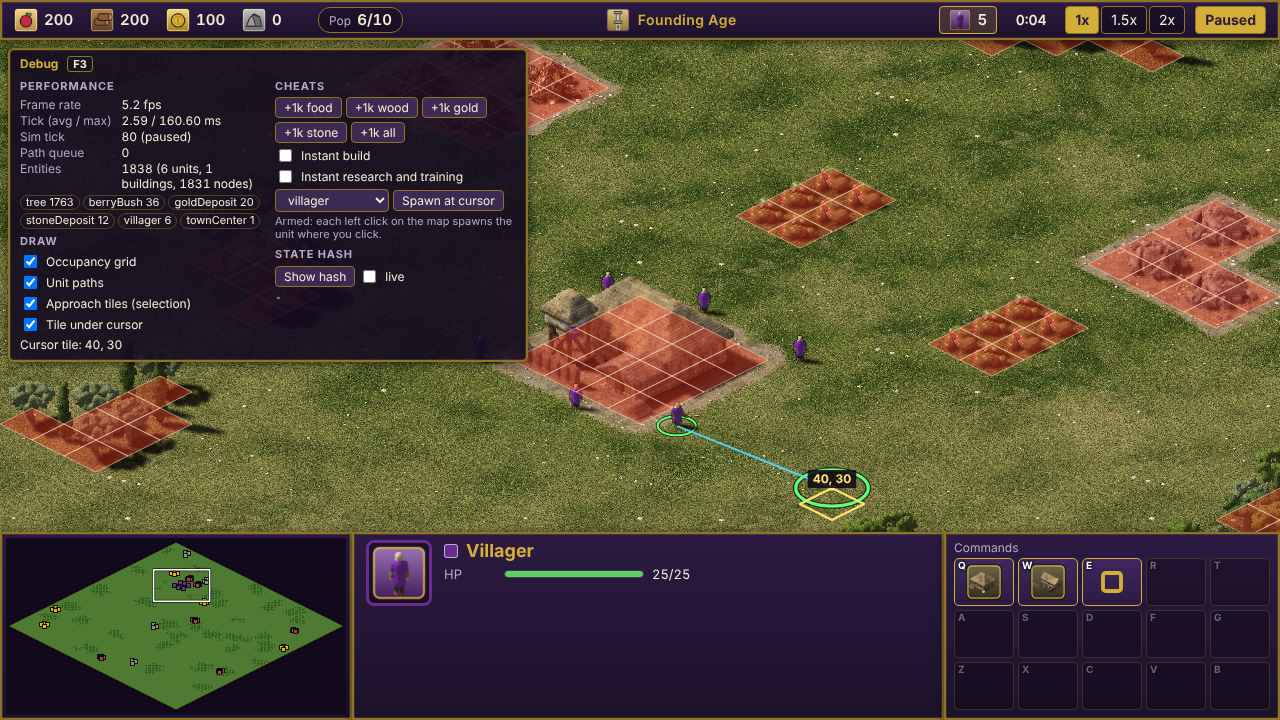 200 200 100 0 Pop 6/10 Founding Age 5 0:04 1x 1.5x 2x Paused
Debug F3
PERFORMANCE
Frame rate 5.2 fps
Tick (avg / max) 2.59 / 160.60 ms
Sim tick 80 (paused)
Path queue 0
Entities 1838 (6 units, 1
buildings, 1831 nodes)
tree 1763 berryBush 36 goldDeposit 20
stoneDeposit 12 villager 6 townCenter 1
DRAW
Occupancy grid
Unit paths
Approach tiles (selection)
Tile under cursor
Cursor tile: 40, 30
CHEATS
+1k food +1k wood +1k gold
+1k stone +1k all
Instant build
Instant research and training
villager Spawn at cursor
Armed: each left click on the map spawns the
unit where you click.
STATE HASH
Show hash live
-
40, 30
Villager
HP 25/25
Commands
Q W E R T
A S D F G
Z X C V B